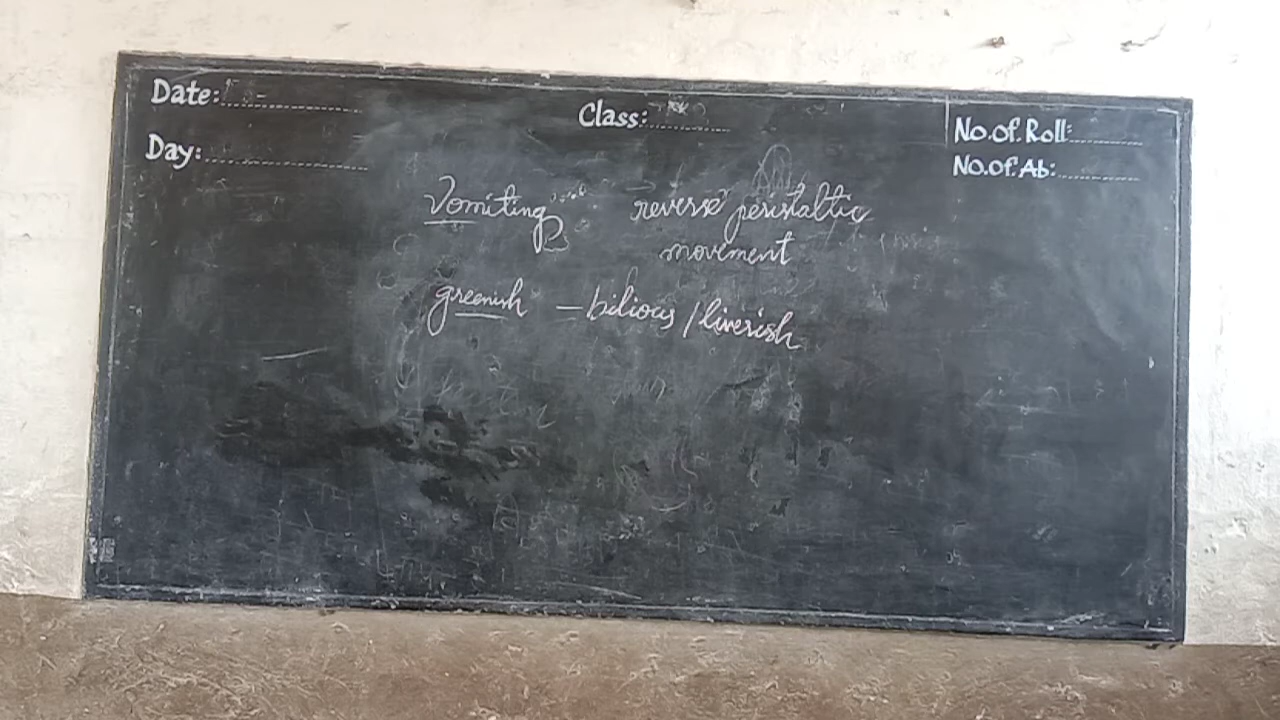 Date:
Class:
No.of.Roll:
Day:
No.of.Ab:
Vomiting → reverse peristaltic
movement
greenish — bilious / liverish